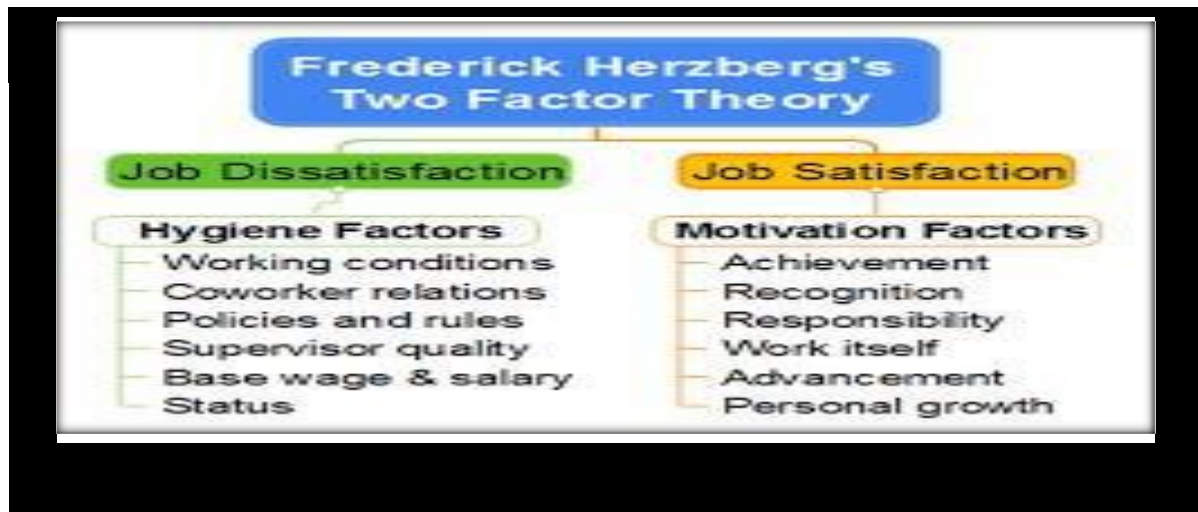 Frederick Herzberg's
Two Factor Theory
Job Dissatisfaction
Hygiene Factors
Working conditions
Coworker relations
Policies and rules
Supervisor quality
Base wage & salary
Status
Job Satisfaction
Motivation Factors
Achievement
Recognition
Responsibility
Work itself
Advancement
Personal growth